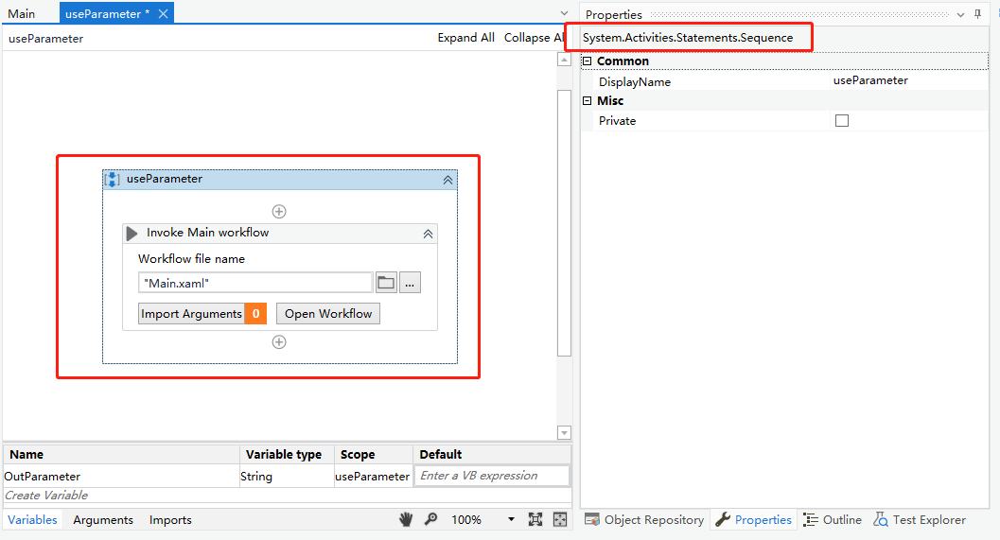 Main
useParameter *
useParameter
Expand All Collapse Al
useParameter
Invoke Main workflow
Workflow file name
"Main.xaml"
...
Import Arguments 0 Open Workflow
Name Variable type Scope Default
OutParameter String useParameter Enter a VB expression
Create Variable
Variables Arguments Imports 100%
Properties
System.Activities.Statements.Sequence
Common
DisplayName useParameter
Misc
Private
Object Repository Properties Outline Test Explorer